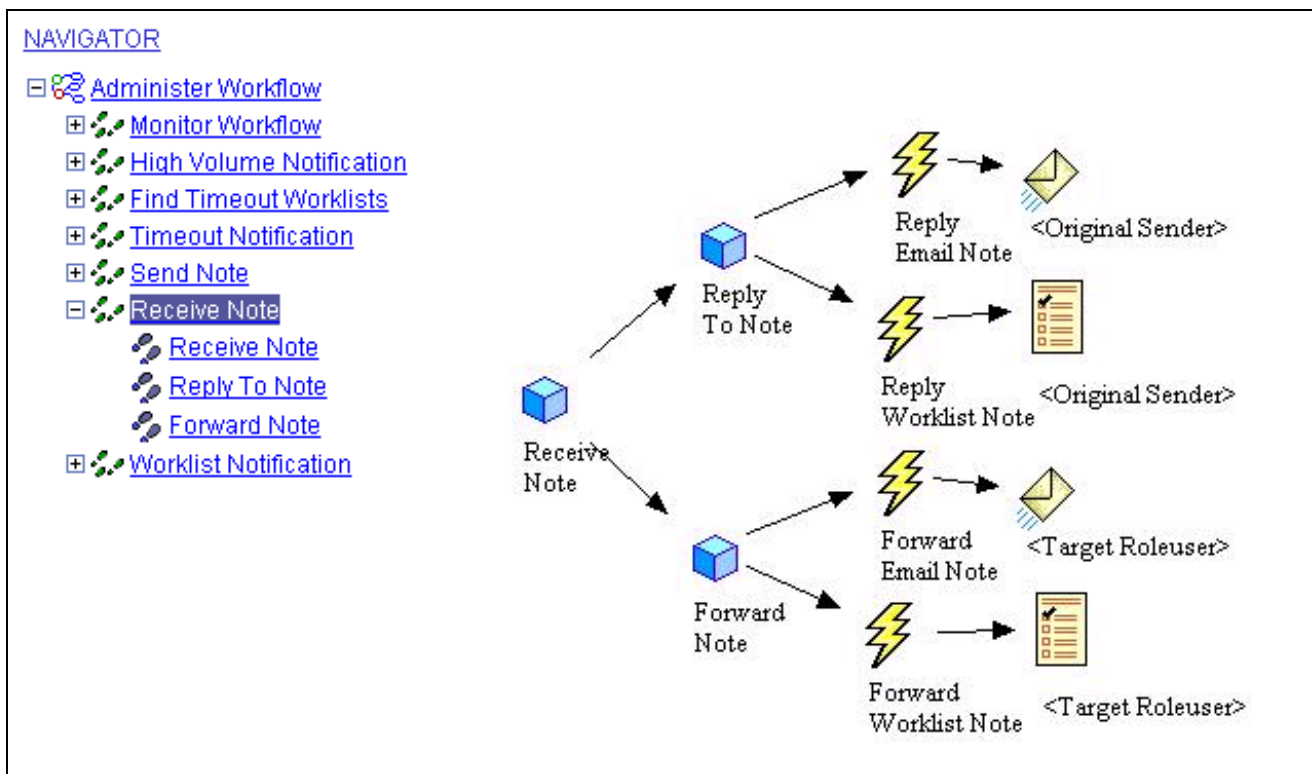 NAVIGATOR
Administer Workflow
Monitor Workflow
High Volume Notification
Find Timeout Worklists
Timeout Notification
Send Note
Receive Note
Receive Note
Reply To Note
Forward Note
Worklist Notification
Receive
Note
Reply
To Note
Reply
Email Note
<Original Sender>
Reply
Worklist Note
<Original Sender>
Forward
Note
Forward
Email Note
<Target Roleuser>
Forward
Worklist Note
<Target Roleuser>